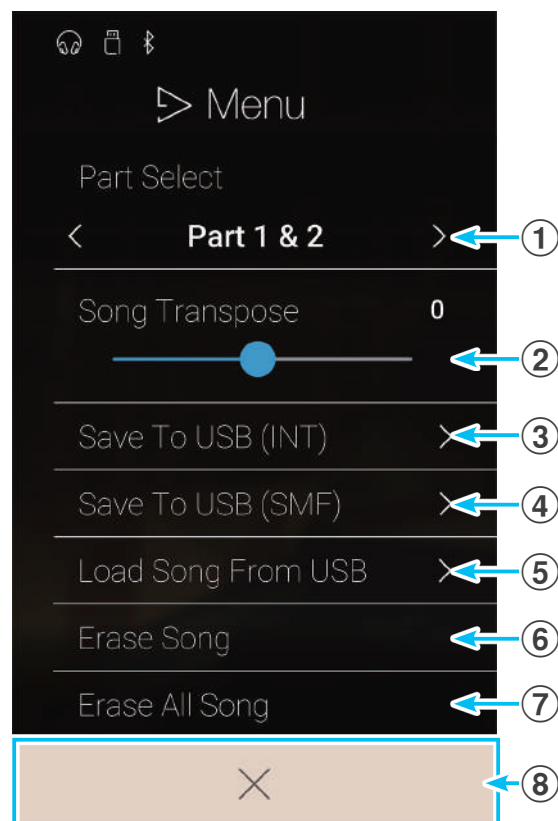 Menu
Part Select
Part 1 & 2
1
Song Transpose 0
2
Save To USB (INT)
3
Save To USB (SMF)
4
Load Song From USB
5
Erase Song
6
Erase All Song
7
8